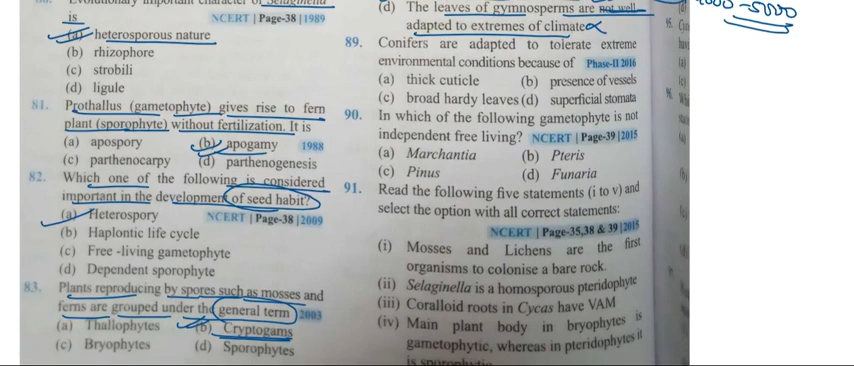 80. Evolutionary important character of Selaginella
is NCERT | Page-38 | 1989
(a) heterosporous nature
(b) rhizophore
(c) strobili
(d) ligule
81. Prothallus (gametophyte) gives rise to fern
plant (sporophyte) without fertilization. It is
(a) apospory (b) apogamy 1988
(c) parthenocarpy (d) parthenogenesis
82. Which one of the following is considered
important in the development of seed habit?
(a) Heterospory NCERT | Page-38 | 2009
(b) Haplontic life cycle
(c) Free -living gametophyte
(d) Dependent sporophyte
83. Plants reproducing by spores such as mosses and
ferns are grouped under the general term 2003
(a) Thallophytes (b) Cryptogams
(c) Bryophytes (d) Sporophytes
(d) The leaves of gymnosperms are not well
adapted to extremes of climate
89. Conifers are adapted to tolerate extreme
environmental conditions because of Phase-II 2016
(a) thick cuticle (b) presence of vessels
(c) broad hardy leaves (d) superficial stomata
90. In which of the following gametophyte is not
independent free living? NCERT | Page-39 | 2015
(a) Marchantia (b) Pteris
(c) Pinus (d) Funaria
91. Read the following five statements (i to v) and
select the option with all correct statements:
NCERT | Page-35,38 & 39 | 2015
(i) Mosses and Lichens are the first
organisms to colonise a bare rock.
(ii) Selaginella is a homosporous pteridophyte
(iii) Coralloid roots in Cycas have VAM
(iv) Main plant body in bryophytes is
gametophytic, whereas in pteridophytes it
is sporophytic
95.
(a)